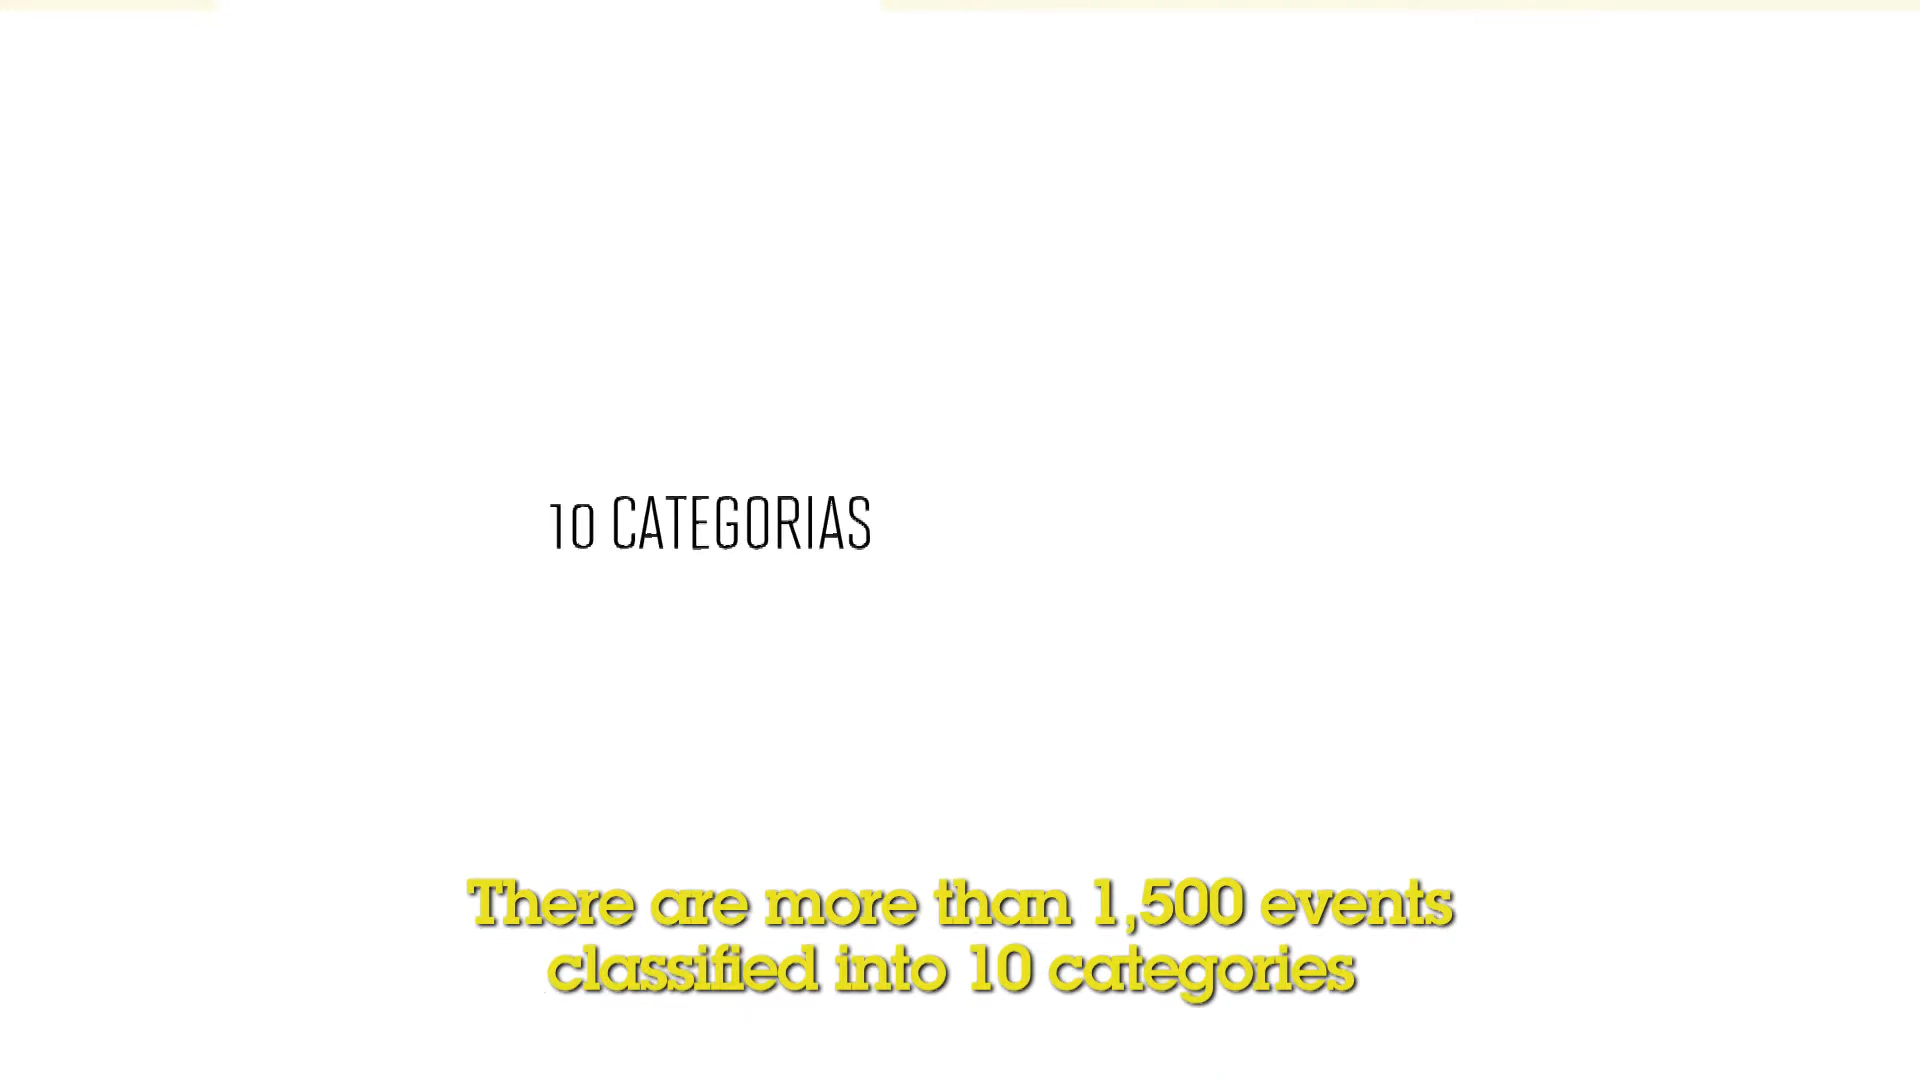 10 CATEGORIAS
There are more than 1,500 events
classified into 10 categories